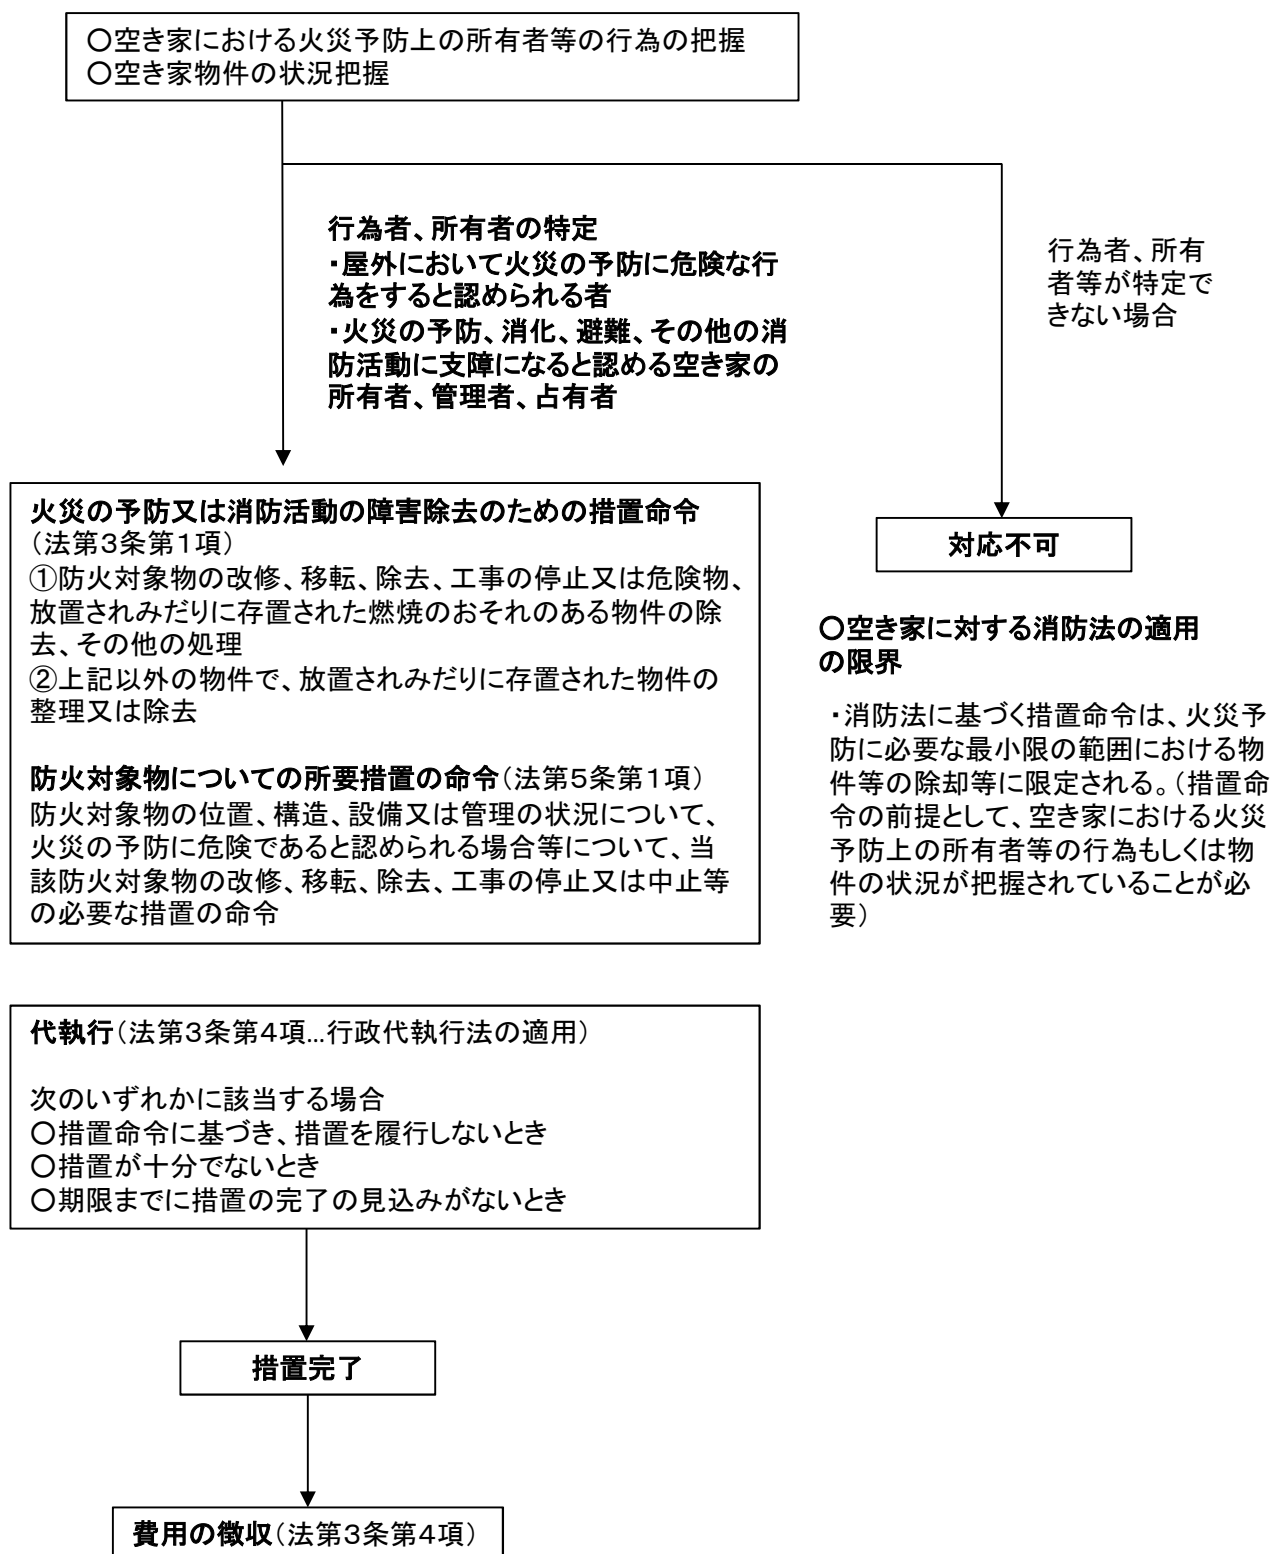 〇空き家における火災予防上の所有者等の行為の把握
〇空き家物件の状況把握
行為者、所有者の特定
・屋外において火災の予防に危険な行
為をすると認められる者
・火災の予防、消化、避難、その他の消
防活動に支障になると認める空き家の
所有者、管理者、占有者
行為者、所有
者等が特定で
きない場合
火災の予防又は消防活動の障害除去のための措置命令
（法第３条第１項）
①防火対象物の改修、移転、除去、工事の停止又は危険物、
放置されみだりに存置された燃焼のおそれのある物件の除
去、その他の処理
②上記以外の物件で、放置されみだりに存置された物件の
整理又は除去
防火対象物についての所要措置の命令（法第５条第１項）
防火対象物の位置、構造、設備又は管理の状況について、
火災の予防に危険であると認められる場合等について、当
該防火対象物の改修、移転、除去、工事の停止又は中止等
の必要な措置の命令
対応不可
〇空き家に対する消防法の適用
の限界
・消防法に基づく措置命令は、火災予
防に必要な最小限の範囲における物
件等の除却等に限定される。（措置命
令の前提として、空き家における火災
予防上の所有者等の行為もしくは物
件の状況が把握されていることが必
要）
代執行（法第３条第４項…行政代執行法の適用）
次のいずれかに該当する場合
〇措置命令に基づき、措置を履行しないとき
〇措置が十分でないとき
〇期限までに措置の完了の見込みがないとき
措置完了
費用の徴収（法第３条第４項）